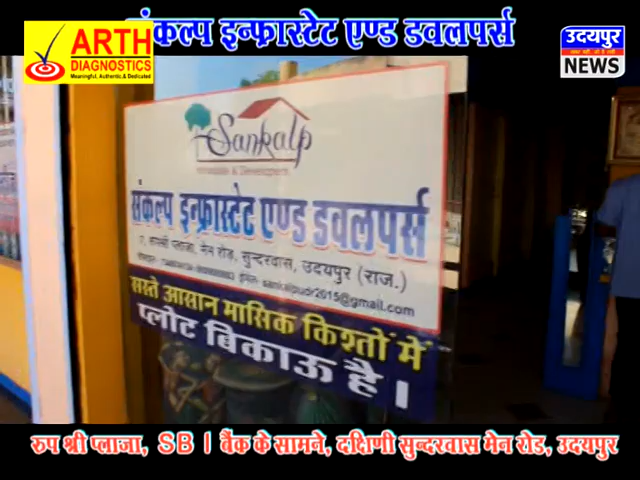 ARTH
DIAGNOSTICS
Meaningful, Authentic & Dedicated
संकल्प इन्फ्रास्टेट एण्ड डवलपर्स
उदयपुर
NEWS
Sankalp
संकल्प इन्फ्रास्टेट एण्ड डवलपर्स
प्लाजा, मेन रोड, सुन्दरवास, उदयपुर (राज.)
sankalpudr2015@gmail.com
सस्ते आसान मासिक किश्तों में
प्लोट बिकाऊ है।
रुप श्री प्लाजा, SBI बैंक के सामने, दक्षिणी सुन्दरवास मेन रोड, उदयपुर